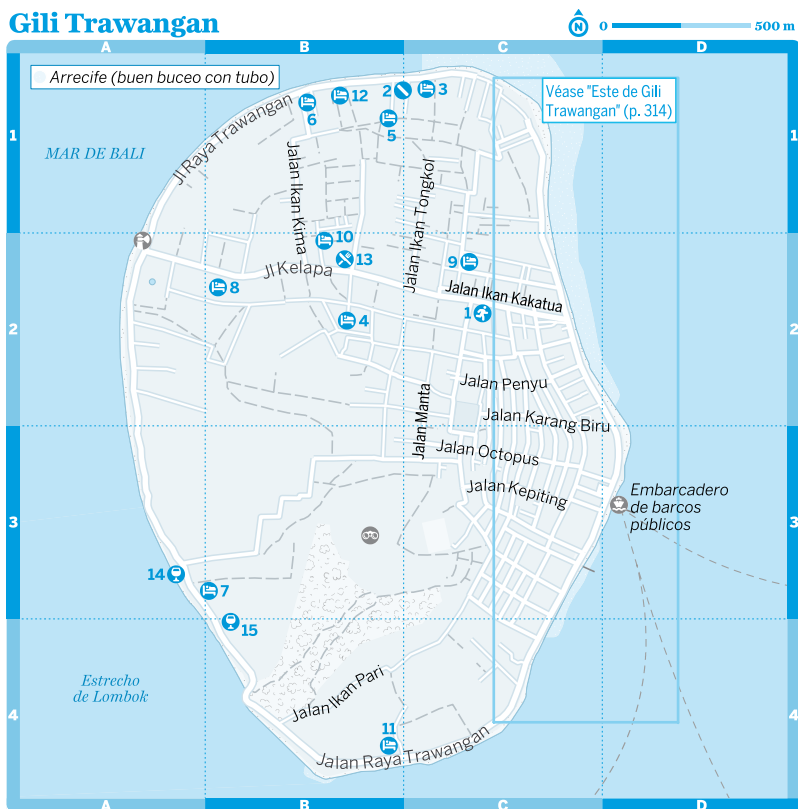 Gili Trawangan
N
0
500 m
A
B
C
D
Arrecife (buen buceo con tubo)
Véase "Este de Gili
Trawangan" (p. 314)
12
2
3
6
5
1
1
MAR DE BALI
Jl Raya Trawangan
Jalan Ikan Kima
Jalan Ikan Tongkol
10
13
9
Jl Kelapa
Jalan Ikan Kakatua
8
1
4
2
2
Jalan Penyu
Jalan Manta
Jalan Karang Biru
Jalan Octopus
Jalan Kepiting
Embarcadero
de barcos
públicos
3
3
14
7
15
Estrecho
de Lombok
Jalan Ikan Pari
4
4
11
Jalan Raya Trawangan
A
B
C
D